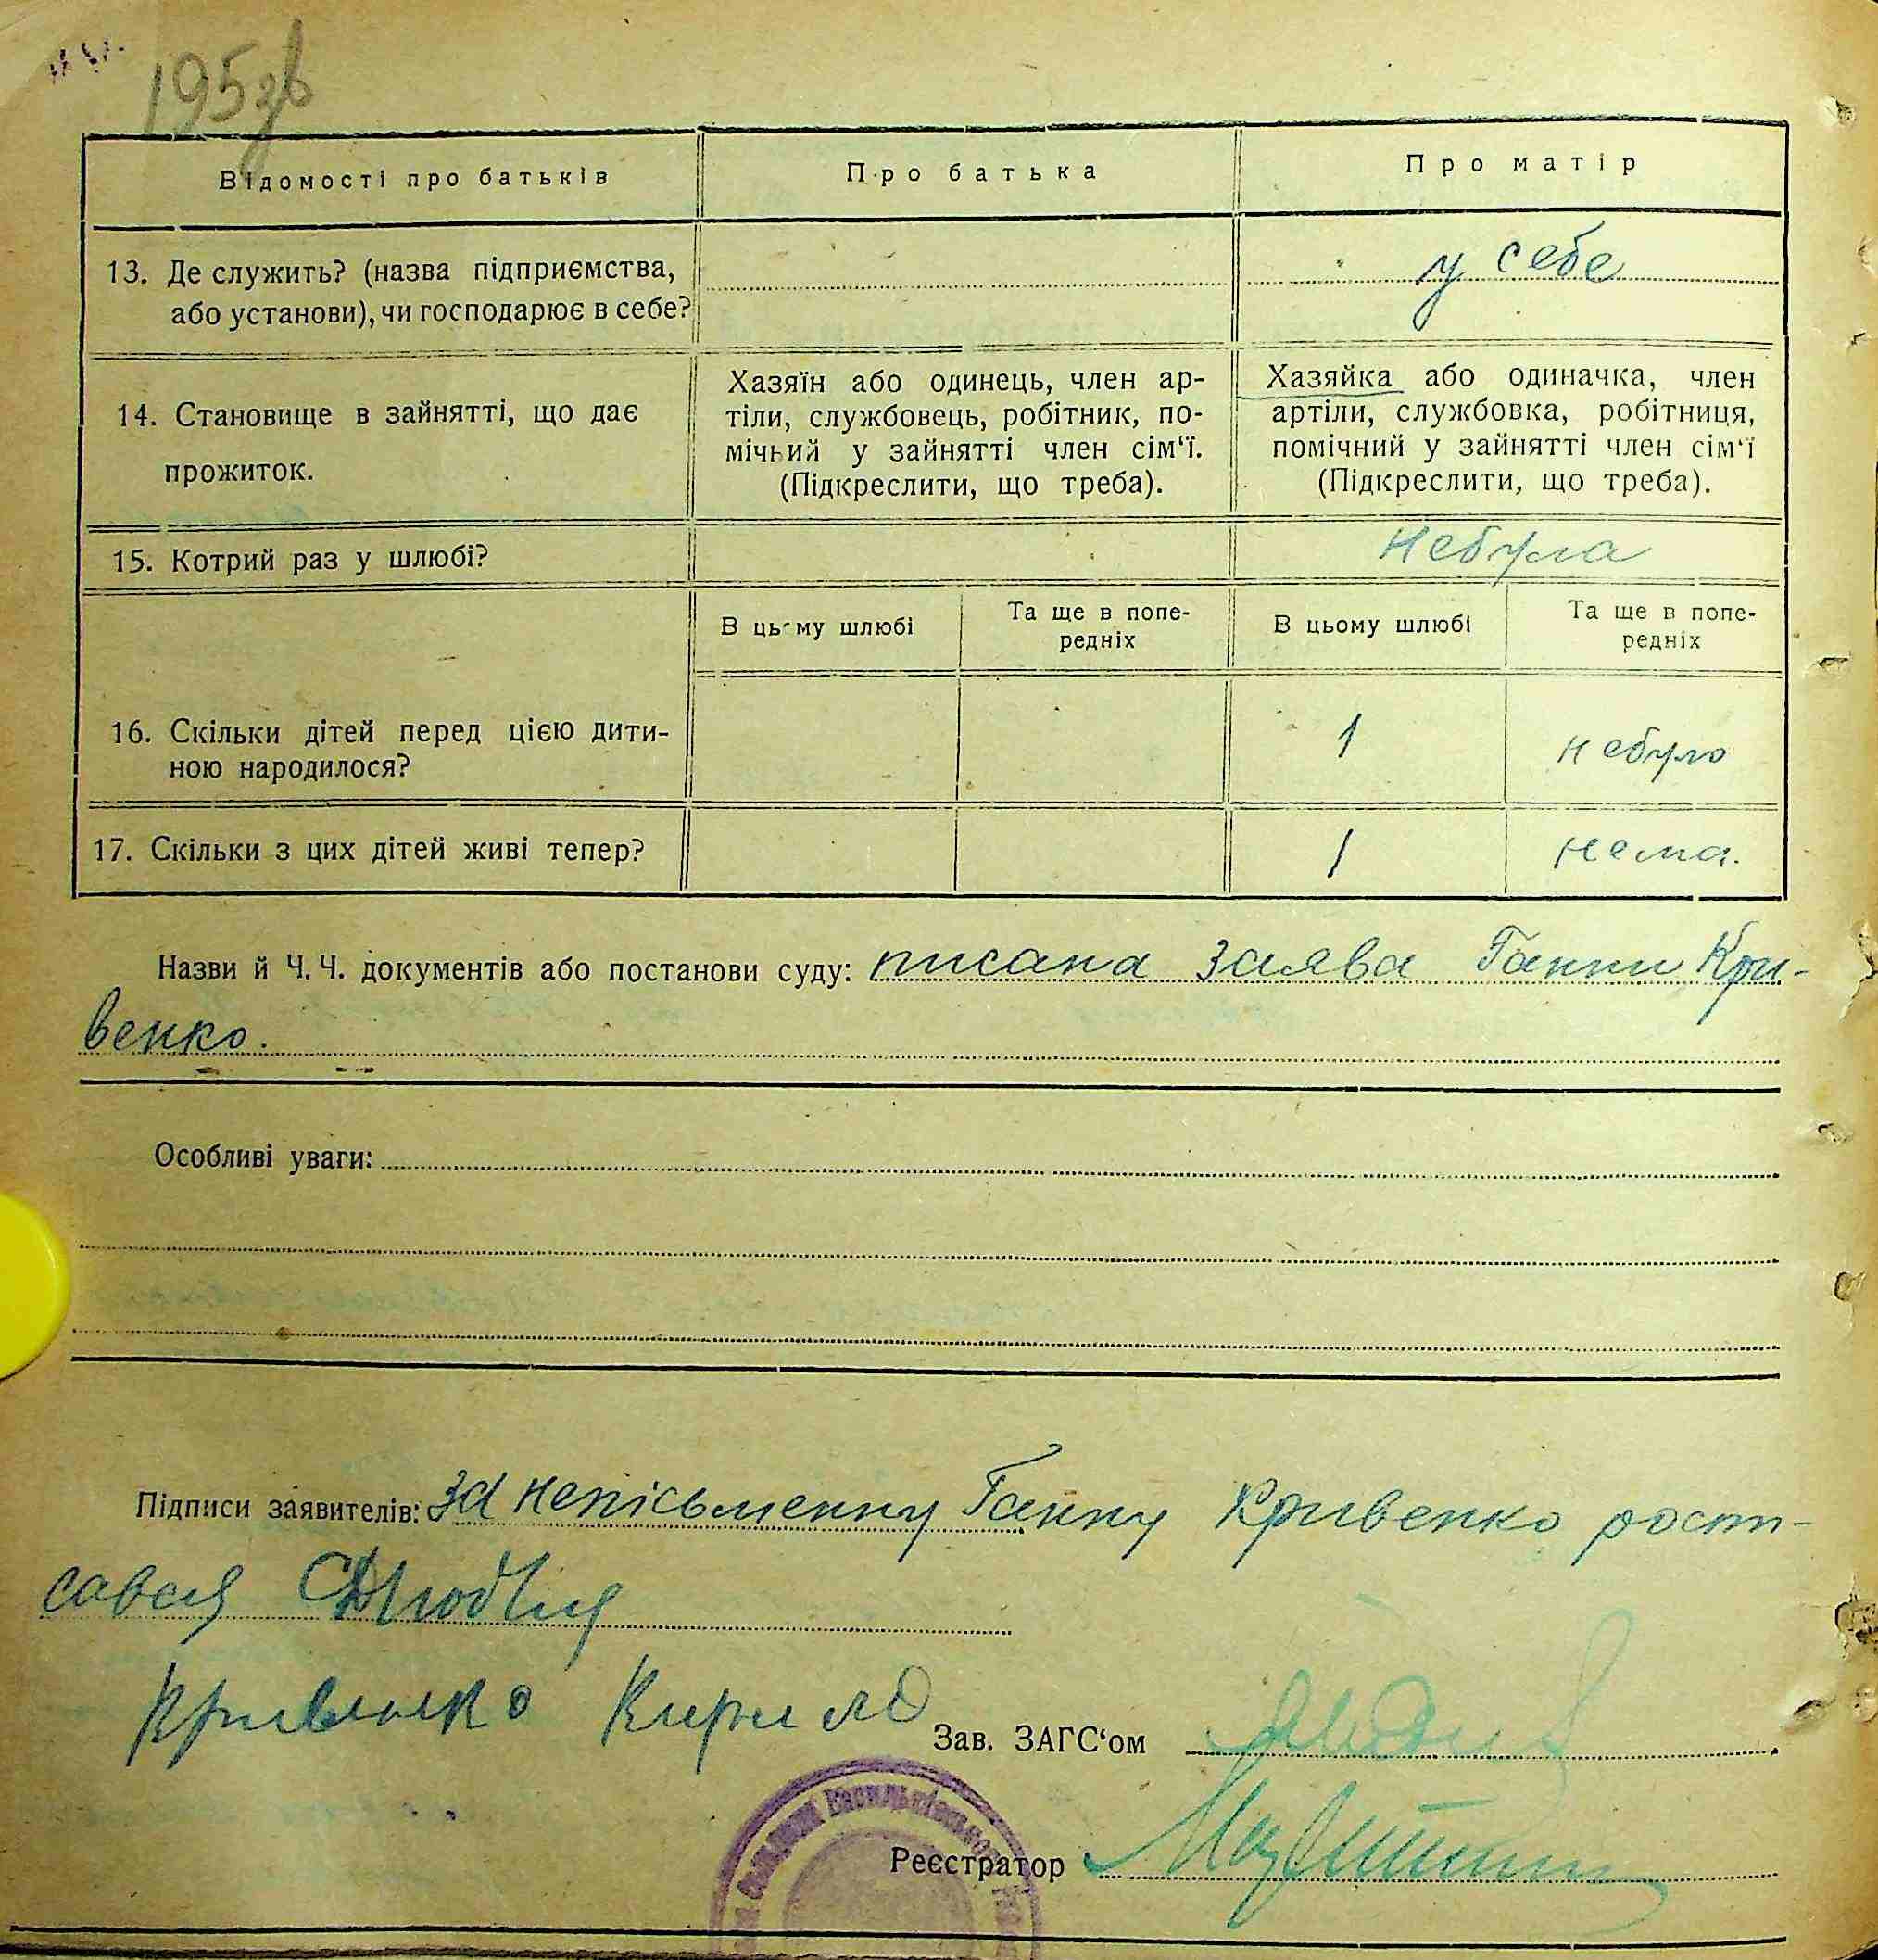 195зв
Відомості про батьків
Про батька
Про матір
13. Де служить? (назва підприємства,
або установи), чи господарює в себе?
у себе
14. Становище в зайнятті, що дає
прожиток.
Хазяїн або одинець, член ар-
тіли, службовець, робітник, по-
мічний у зайнятті член сім‘ї.
(Підкреслити, що треба).
Хазяйка або одиначка, член
артіли, службовка, робітниця,
помічний у зайнятті член сім‘ї
(Підкреслити, що треба).
15. Котрий раз у шлюбі?
небула
В цьому шлюбі
Та ще в попе-
редніх
В цьому шлюбі
Та ще в попе-
редніх
16. Скільки дітей перед цією дити-
ною народилося?
1
небуло
17. Скільки з цих дітей живі тепер?
1
нема.
Назви й Ч. Ч. документів або постанови суду: писана заява Ганни Кри-
венко.
Особливі уваги:
Підписи заявителів: за непісьменну Ганну Кривенко роспи-
сався
Кривенко Кирило
Зав. ЗАГС‘ом
Реєстратор